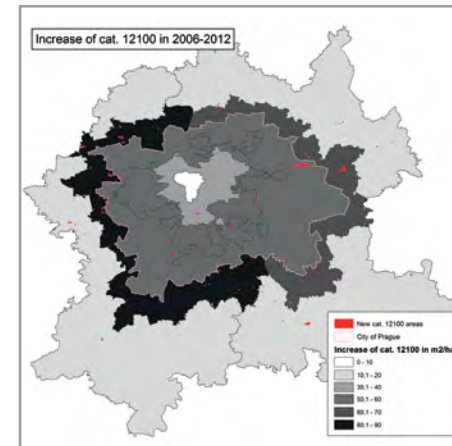 Increase of cat. 12100 in 2006-2012
New cat. 12100 areas
City of Prague
Increase of cat. 12100 in m2/ha
0 - 10
10,1 - 20
30,1 - 40
50,1 - 60
60,1 - 70
80,1 - 90